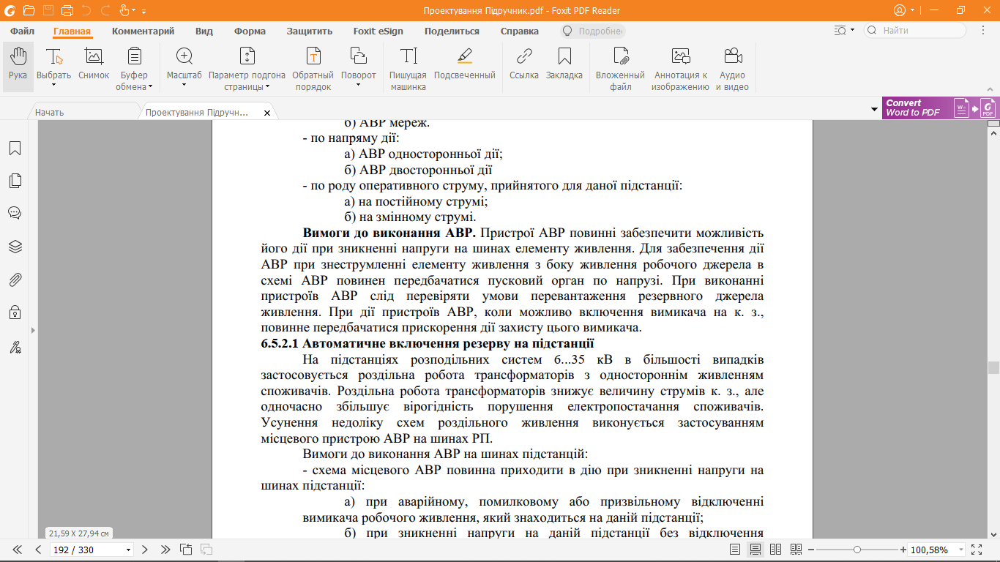 Проектування Підручник.pdf - Foxit PDF Reader
Файл Главная Комментарий Вид Форма Защитить Foxit eSign Поделиться Справка Подробнее Найти
Рука Выбрать Снимок Буфер обмена Масштаб Параметр подгона страницы Обратный порядок Поворот Пишущая машинка Подсвеченный Ссылка Закладка Вложенный файл Аннотация к изображению Аудио и видео
Начать Проектування Підручн... Convert Word to PDF
б) АВР мереж.
- по напряму дії:
а) АВР односторонньої дії;
б) АВР двосторонньої дії
- по роду оперативного струму, прийнятого для даної підстанції:
а) на постійному струмі;
б) на змінному струмі.
Вимоги до виконання АВР. Пристрої АВР повинні забезпечити можливість
його дії при зникненні напруги на шинах елементу живлення. Для забезпечення дії
АВР при знеструмленні елементу живлення з боку живлення робочого джерела в
схемі АВР повинен передбачатися пусковий орган по напрузі. При виконанні
пристроїв АВР слід перевіряти умови перевантаження резервного джерела
живлення. При дії пристроїв АВР, коли можливо включення вимикача на к. з.,
повинне передбачатися прискорення дії захисту цього вимикача.
6.5.2.1 Автоматичне включення резерву на підстанції
На підстанціях розподільних систем 6...35 кВ в більшості випадків
застосовується роздільна робота трансформаторів з одностороннім живленням
споживачів. Роздільна робота трансформаторів знижує величину струмів к. з., але
одночасно збільшує вірогідність порушення електропостачання споживачів.
Усунення недоліку схем роздільного живлення виконується застосуванням
місцевого пристрою АВР на шинах РП.
Вимоги до виконання АВР на шинах підстанцій:
- схема місцевого АВР повинна приходити в дію при зникненні напруги на
шинах підстанції:
а) при аварійному, помилковому або призвільному відключенні
вимикача робочого живлення, який знаходиться на даній підстанції;
б) при зникненні напруги на даній підстанції без відключення
21,59 X 27,94 см
192 / 330 100,58%